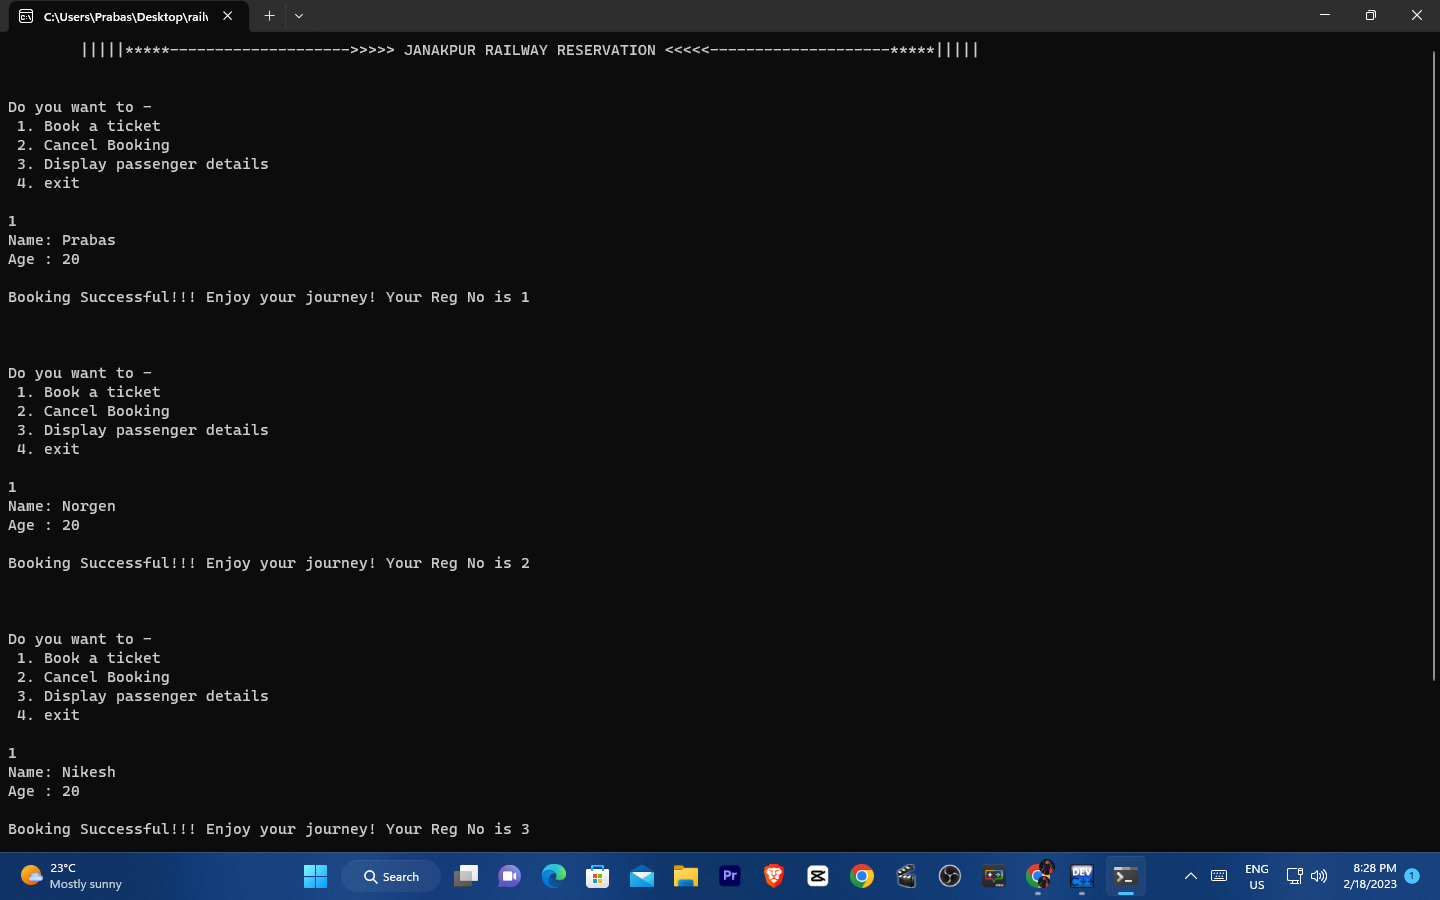 C:\Users\Prabas\Desktop\rail
|||||*****-------------------->>>>> JANAKPUR RAILWAY RESERVATION <<<<<--------------------*****|||||
Do you want to -
1. Book a ticket
2. Cancel Booking
3. Display passenger details
4. exit
1
Name: Prabas
Age : 20
Booking Successful!!! Enjoy your journey! Your Reg No is 1
Do you want to -
1. Book a ticket
2. Cancel Booking
3. Display passenger details
4. exit
1
Name: Norgen
Age : 20
Booking Successful!!! Enjoy your journey! Your Reg No is 2
Do you want to -
1. Book a ticket
2. Cancel Booking
3. Display passenger details
4. exit
1
Name: Nikesh
Age : 20
Booking Successful!!! Enjoy your journey! Your Reg No is 3
23°C
Mostly sunny
Search
Pr
DEV
ENG
US
8:28 PM
2/18/2023
1